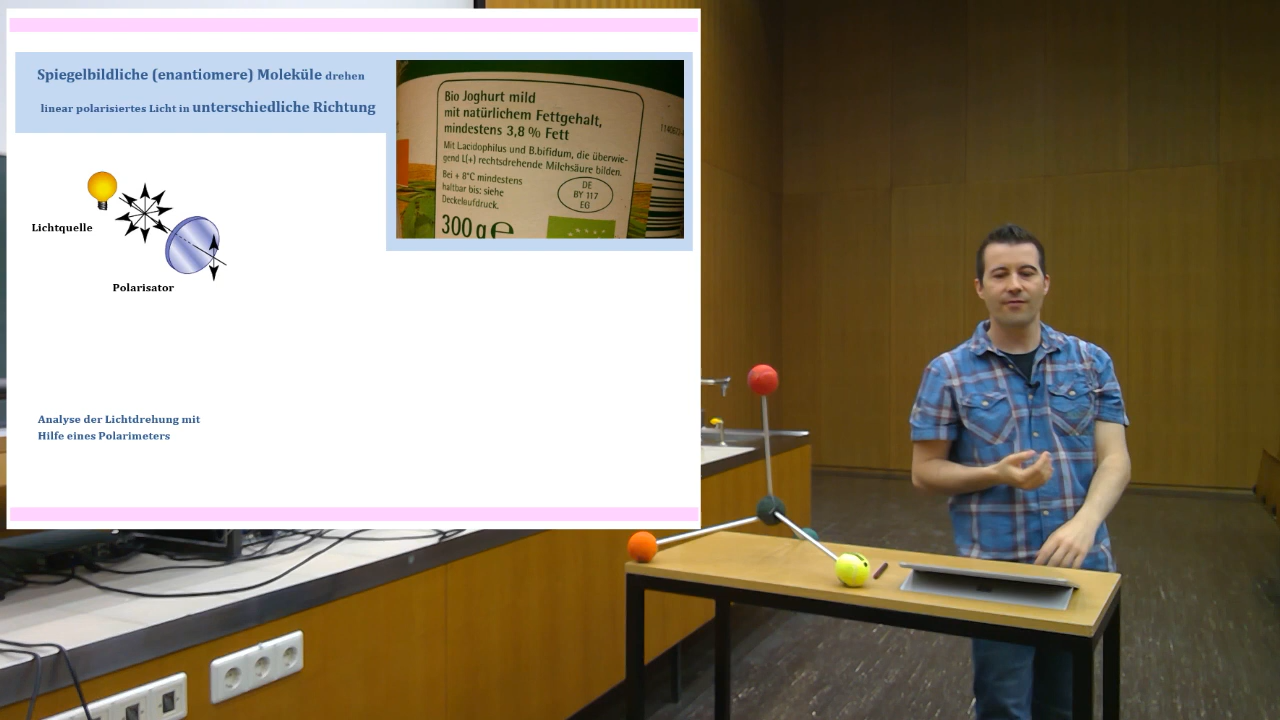 Spiegelbildliche (enantiomere) Moleküle drehen
linear polarisiertes Licht in unterschiedliche Richtung
Bio Joghurt mild
mit natürlichem Fettgehalt,
mindestens 3,8 % Fett
Mit Lacidophilus und B.bifidum, die überwie-
gend L(+) rechtsdrehende Milchsäure bilden.
Bei + 8°C mindestens
haltbar bis: siehe
Deckelaufdruck.
DE
BY 117
EG
300 g e
Lichtquelle
Polarisator
Analyse der Lichtdrehung mit
Hilfe eines Polarimeters